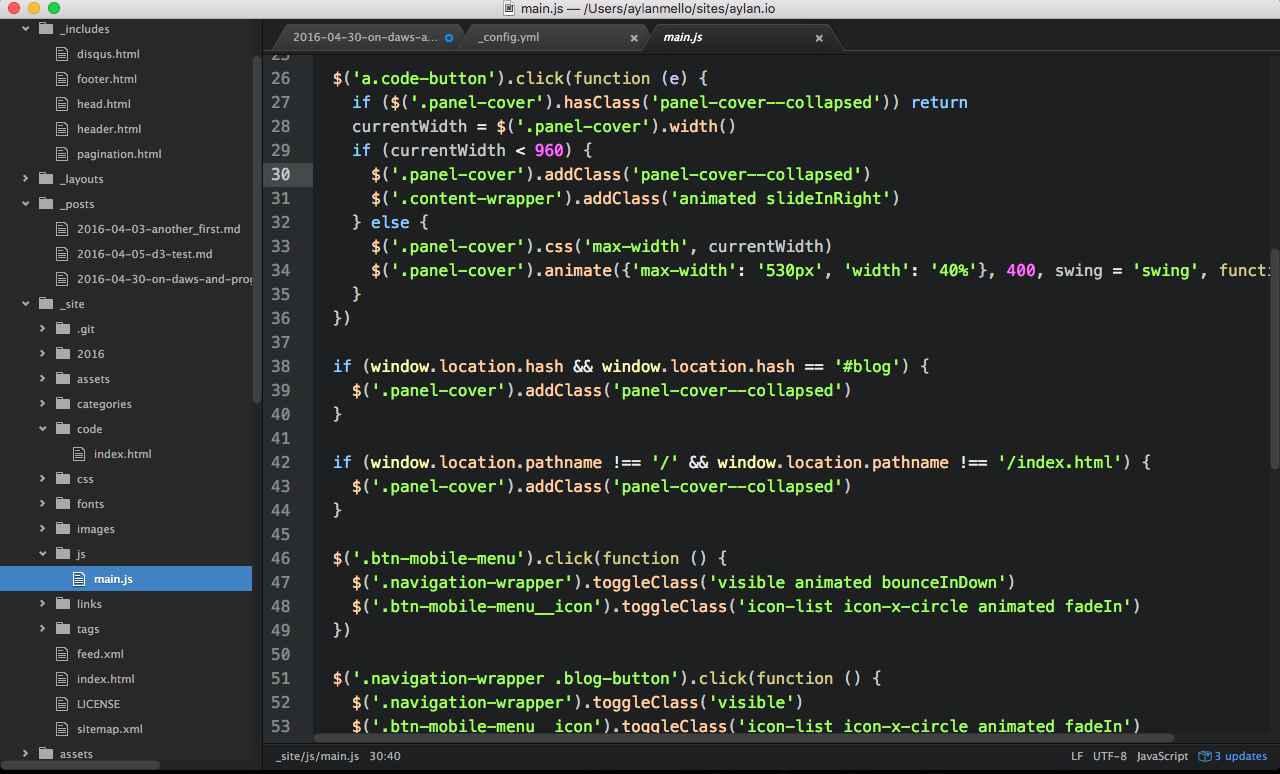 main.js — /Users/aylanmello/sites/aylan.io
_includes
disqus.html
footer.html
head.html
header.html
pagination.html
_layouts
_posts
2016-04-03-another_first.md
2016-04-05-d3-test.md
2016-04-30-on-daws-and-prog
_site
.git
2016
assets
categories
code
index.html
css
fonts
images
js
main.js
links
tags
feed.xml
index.html
LICENSE
sitemap.xml
assets
2016-04-30-on-daws-a... _config.yml main.js
25
26 $('a.code-button').click(function (e) {
27 if ($('.panel-cover').hasClass('panel-cover--collapsed')) return
28 currentWidth = $('.panel-cover').width()
29 if (currentWidth < 960) {
30 $('.panel-cover').addClass('panel-cover--collapsed')
31 $('.content-wrapper').addClass('animated slideInRight')
32 } else {
33 $('.panel-cover').css('max-width', currentWidth)
34 $('.panel-cover').animate({'max-width': '530px', 'width': '40%'}, 400, swing = 'swing', functi
35 }
36 })
37
38 if (window.location.hash && window.location.hash == '#blog') {
39 $('.panel-cover').addClass('panel-cover--collapsed')
40 }
41
42 if (window.location.pathname !== '/' && window.location.pathname !== '/index.html') {
43 $('.panel-cover').addClass('panel-cover--collapsed')
44 }
45
46 $('.btn-mobile-menu').click(function () {
47 $('.navigation-wrapper').toggleClass('visible animated bounceInDown')
48 $('.btn-mobile-menu__icon').toggleClass('icon-list icon-x-circle animated fadeIn')
49 })
50
51 $('.navigation-wrapper .blog-button').click(function () {
52 $('.navigation-wrapper').toggleClass('visible')
53 $('.btn-mobile-menu__icon').toggleClass('icon-list icon-x-circle animated fadeIn')
_site/js/main.js 30:40 LF UTF-8 JavaScript 3 updates